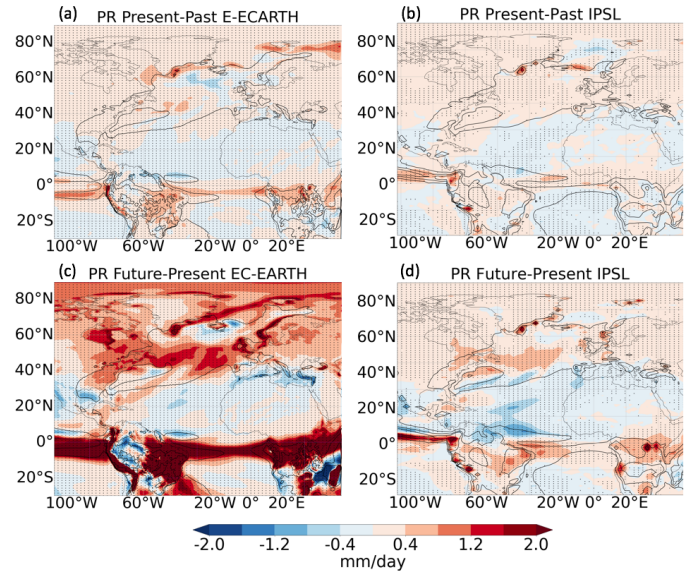 (a) PR Present-Past E-ECARTH
(b) PR Present-Past IPSL
80°N
60°N
40°N
20°N
0°
20°S
100°W 60°W 20°W 0° 20°E
80°N
60°N
40°N
20°N
0°
20°S
100°W 60°W 20°W 0° 20°E
(c) PR Future-Present EC-EARTH
(d) PR Future-Present IPSL
80°N
60°N
40°N
20°N
0°
20°S
100°W 60°W 20°W 0° 20°E
80°N
60°N
40°N
20°N
0°
20°S
100°W 60°W 20°W 0° 20°E
-2.0 -1.2 -0.4 0.4 1.2 2.0
mm/day